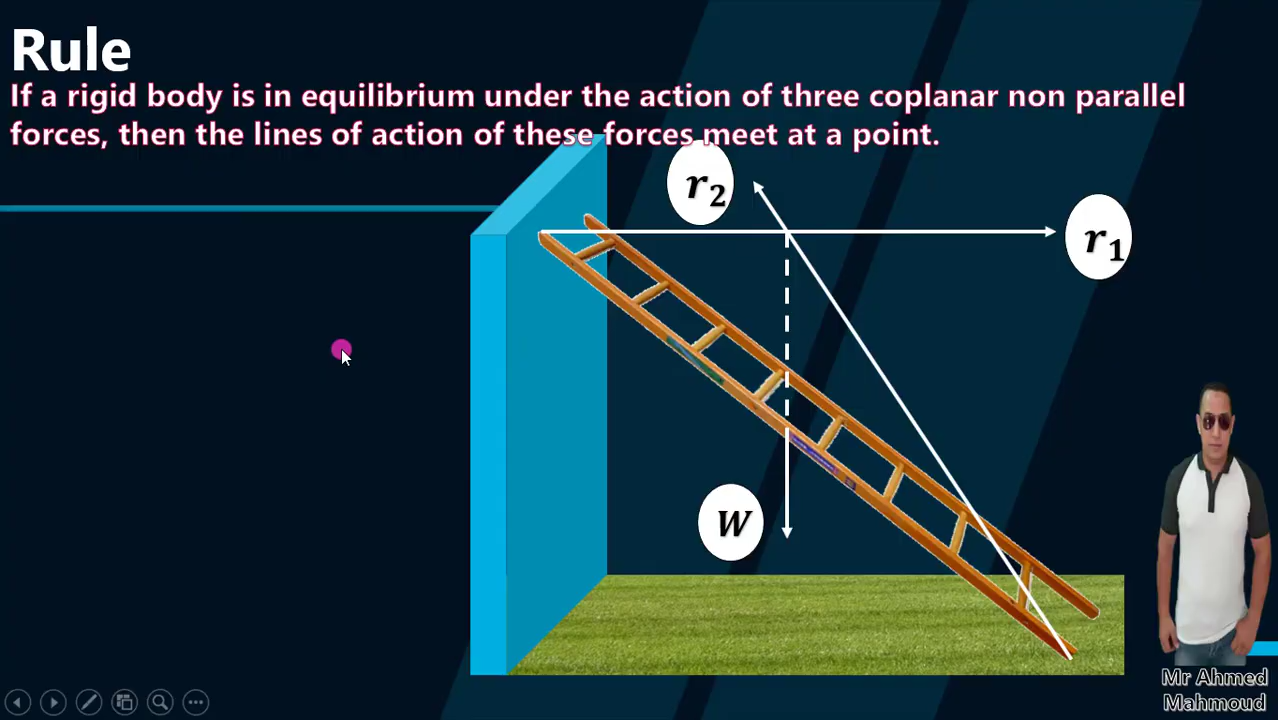 Rule
If a rigid body is in equilibrium under the action of three coplanar non parallel
forces, then the lines of action of these forces meet at a point.
r₂
r₁
W
Mr Ahmed
Mahmoud